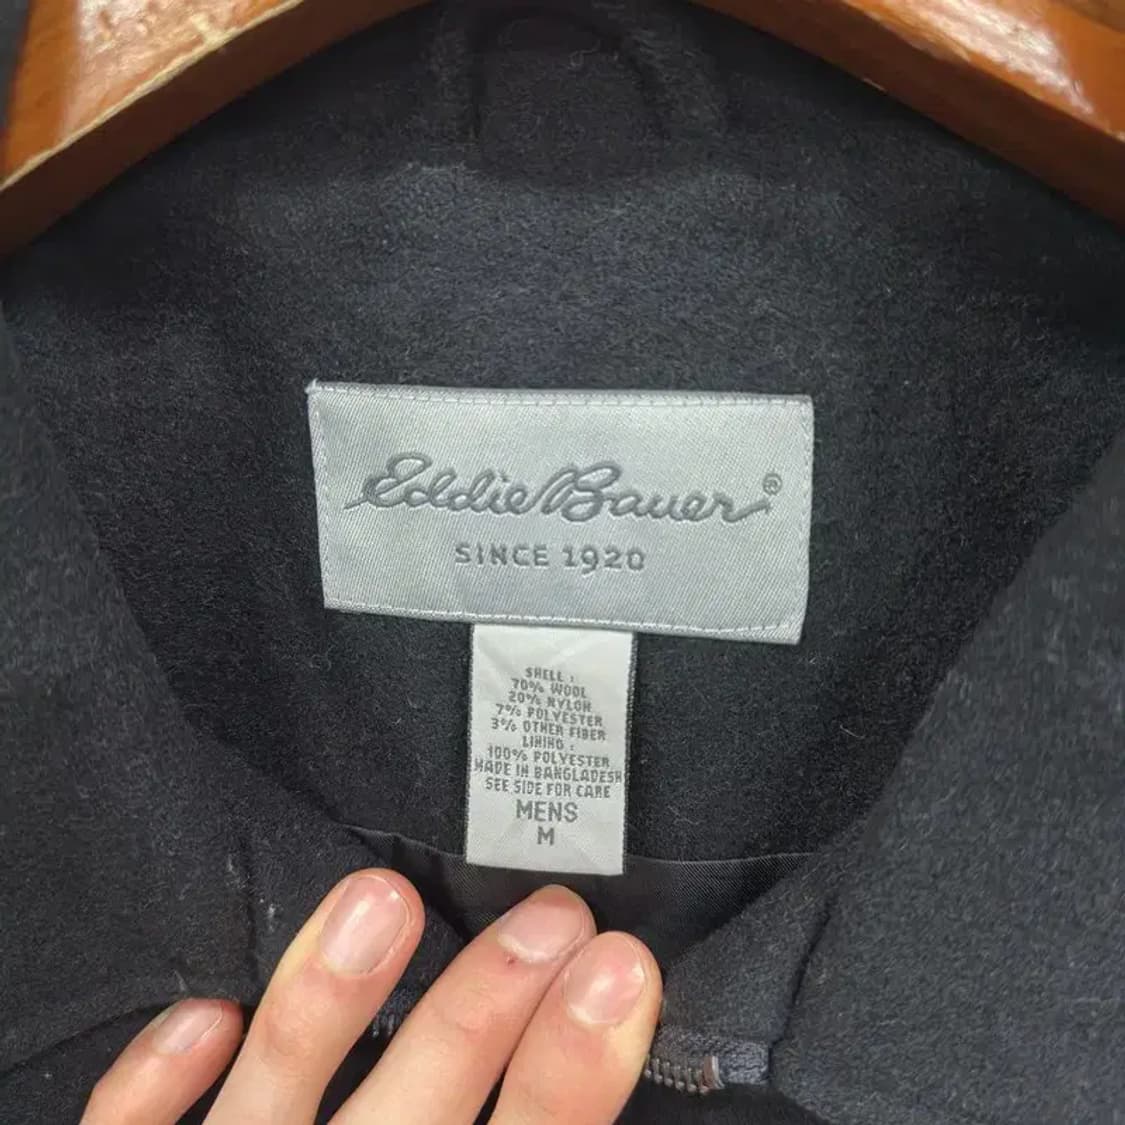 Eddie Bauer®
SINCE 1920
SHELL :
70% WOOL
20% NYLON
7% POLYESTER
3% OTHER FIBER
LINING :
100% POLYESTER
MADE IN BANGLADESH
SEE SIDE FOR CARE
MENS
M